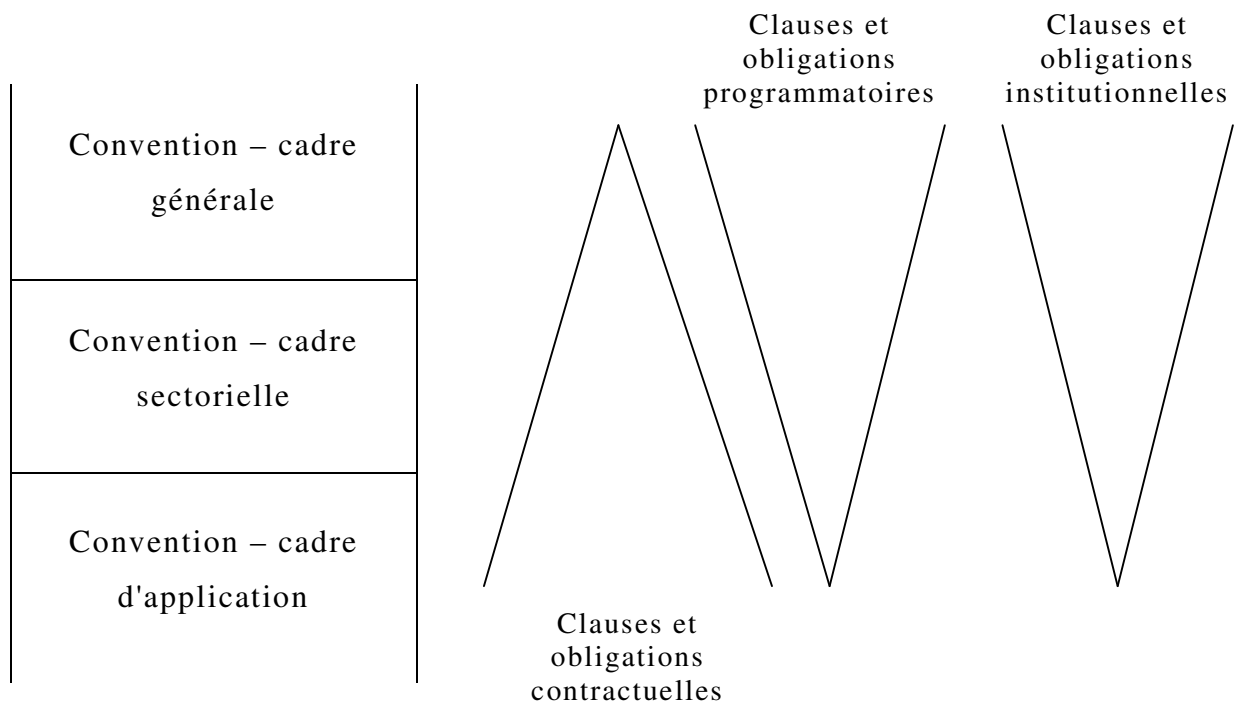 Clauses et
obligations
programmatoires
Clauses et
obligations
institutionnelles
Convention – cadre
générale
Convention – cadre
sectorielle
Convention – cadre
d'application
Clauses et
obligations
contractuelles